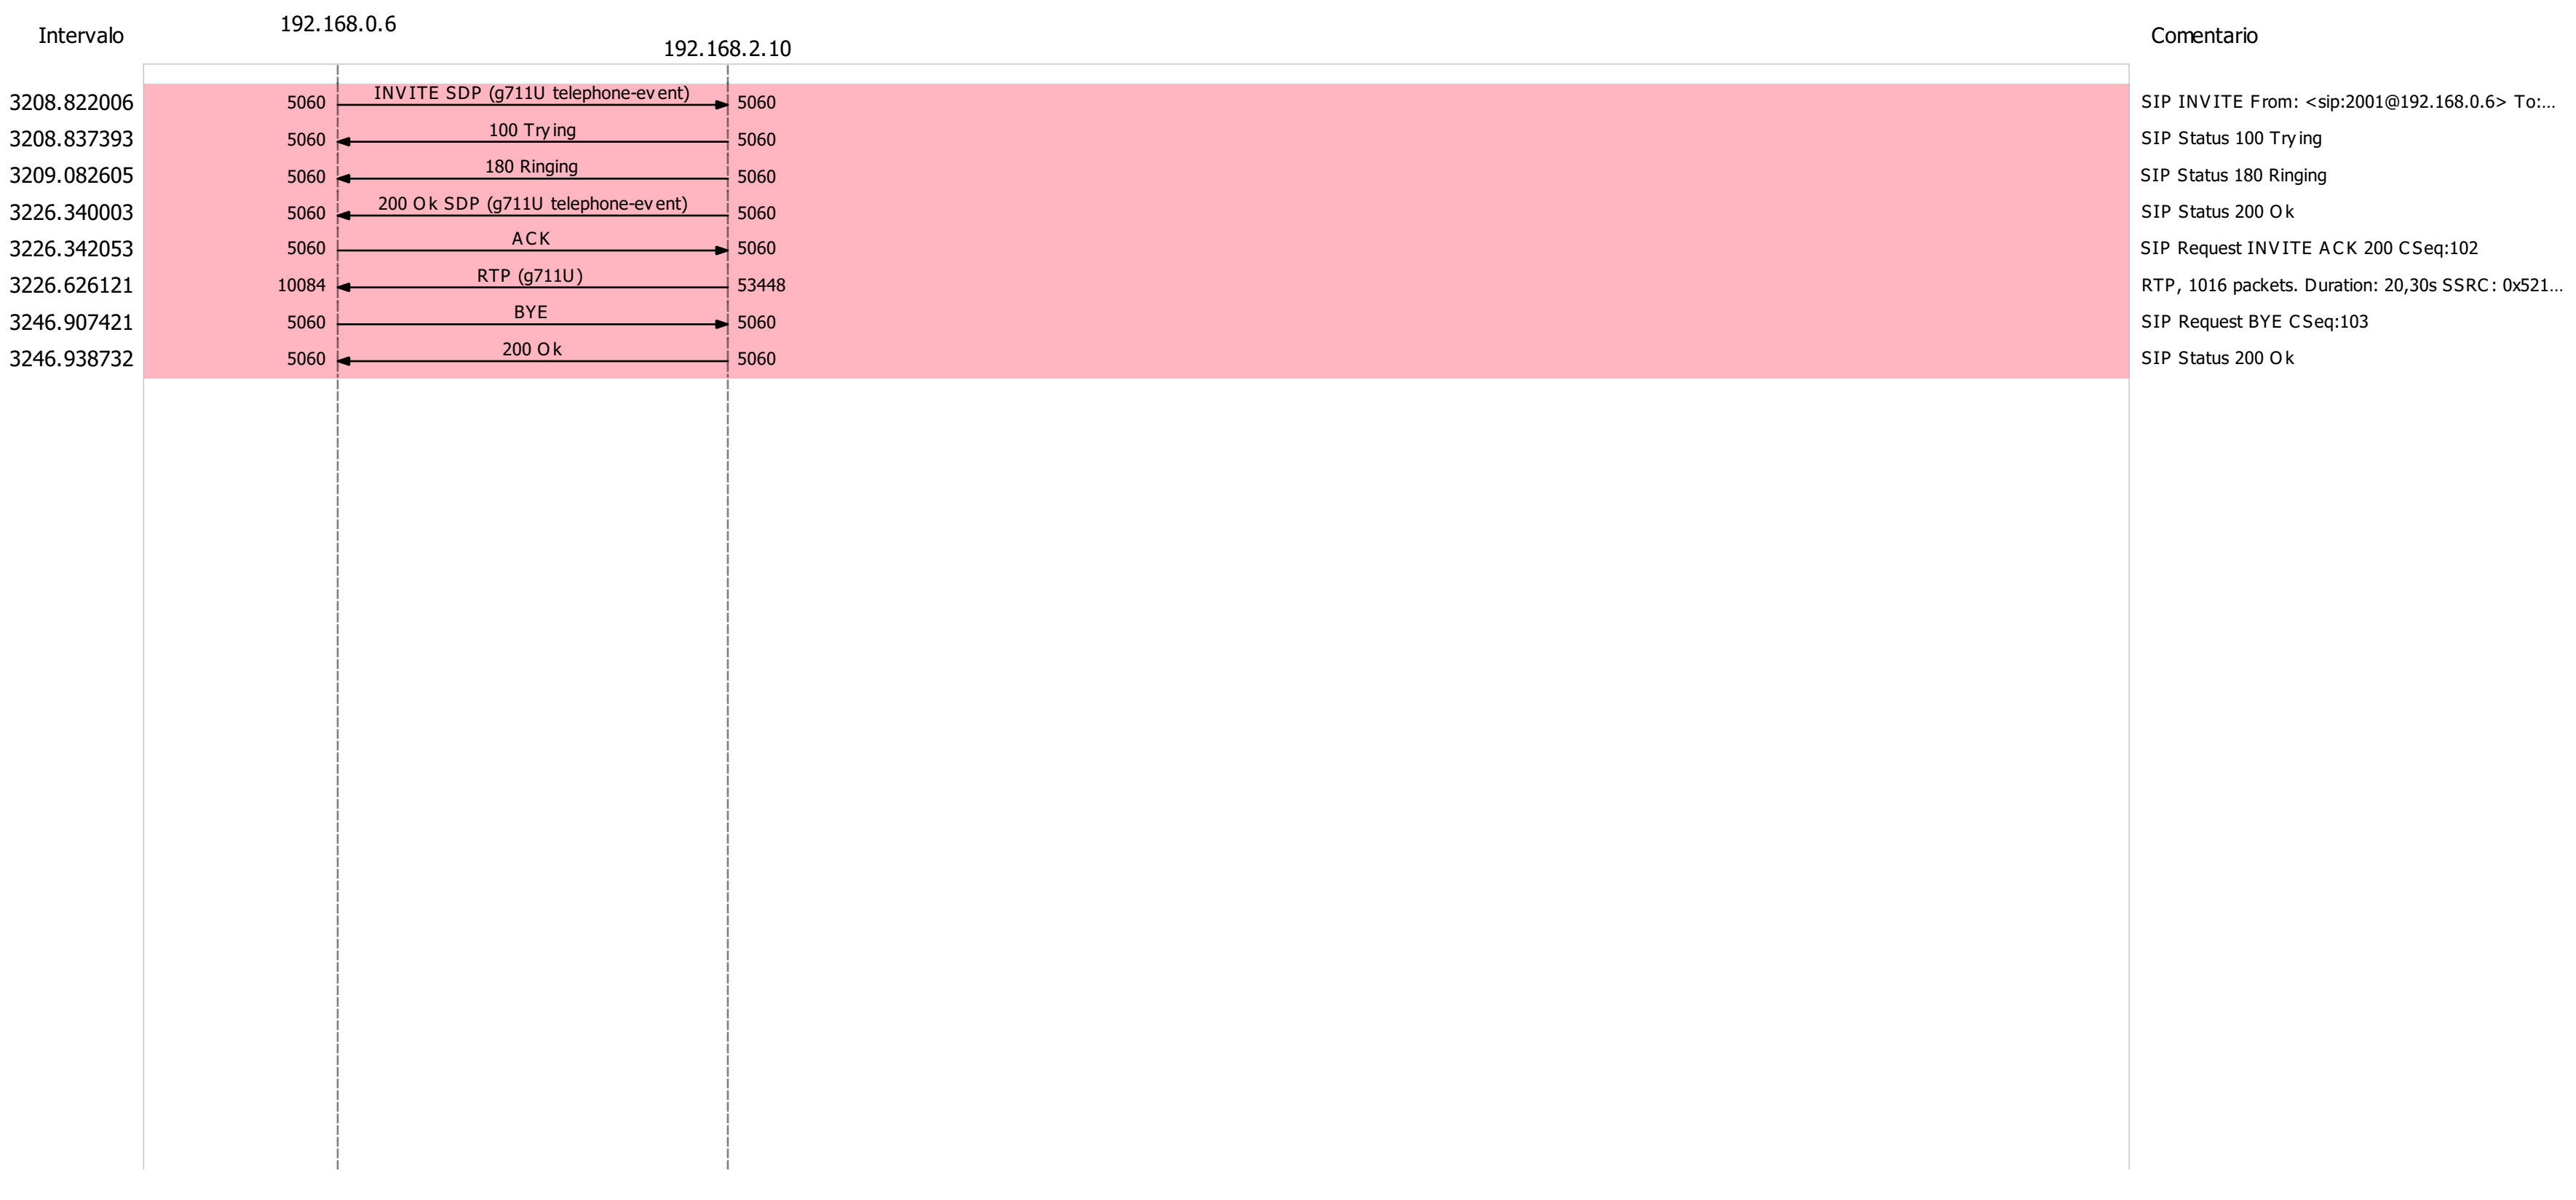 192.168.0.6
Intervalo
Comentario
192.168.2.10
INVITE SDP (g711U telephone-event)
3208.822006 5060 5060 SIP INVITE From: <sip:2001@192.168.0.6> To:...
100 Trying
3208.837393 5060 5060 SIP Status 100 Trying
180 Ringing
3209.082605 5060 5060 SIP Status 180 Ringing
200 Ok SDP (g711U telephone-event)
3226.340003 5060 5060 SIP Status 200 Ok
ACK
3226.342053 5060 5060 SIP Request INVITE ACK 200 CSeq:102
RTP (g711U)
3226.626121 10084 53448 RTP, 1016 packets. Duration: 20,30s SSRC: 0x521...
BYE
3246.907421 5060 5060 SIP Request BYE CSeq:103
200 Ok
3246.938732 5060 5060 SIP Status 200 Ok